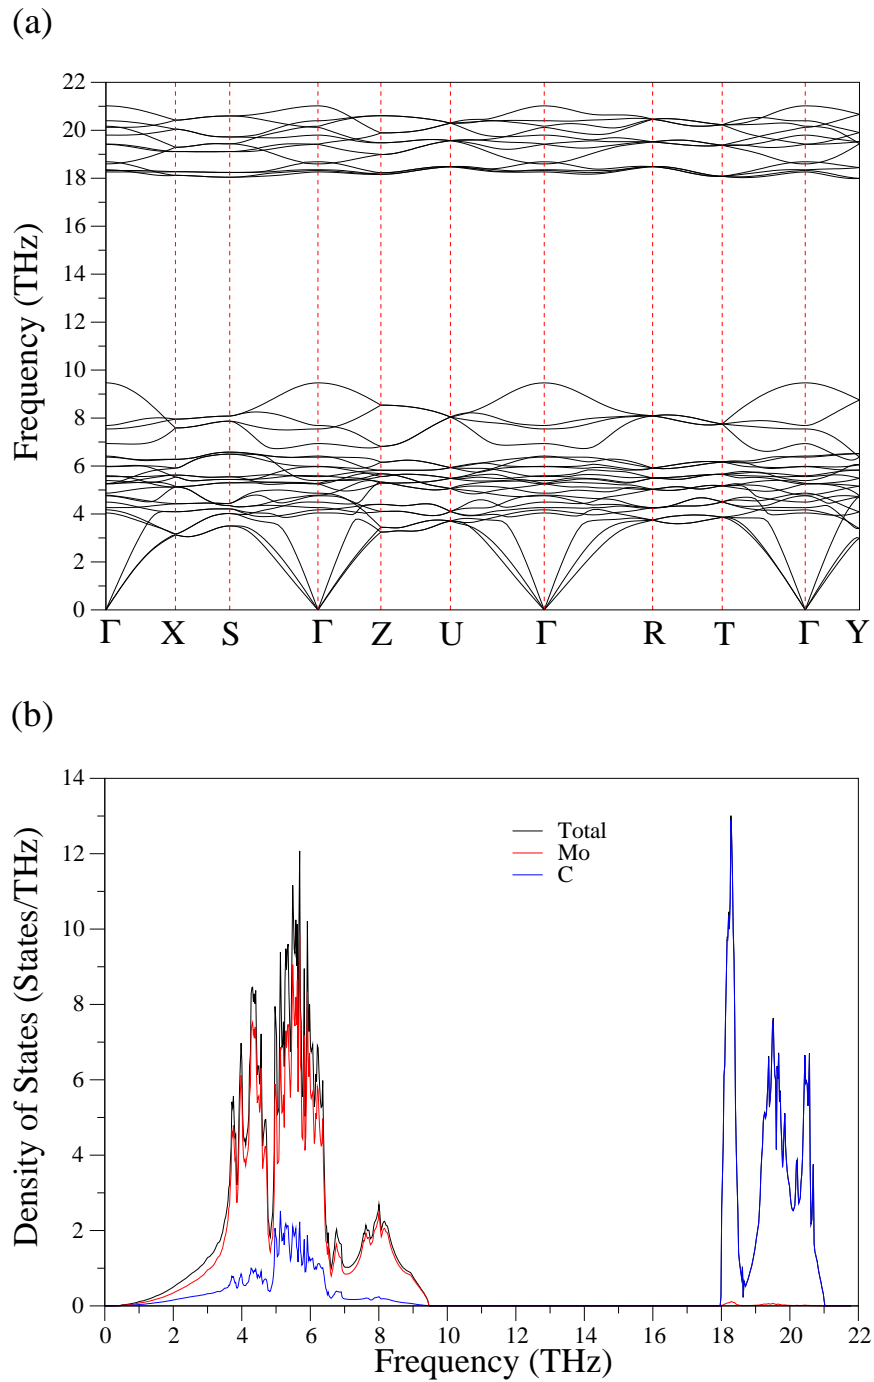 (a)
22
20
18
16
14
12
10
8
6
4
2
0
Frequency (THz)
Γ X S Γ Z U Γ R T Γ Y
(b)
14
12
10
8
6
4
2
0
Density of States (States/THz)
Total
Mo
C
0 2 4 6 8 10 12 14 16 18 20 22
Frequency (THz)